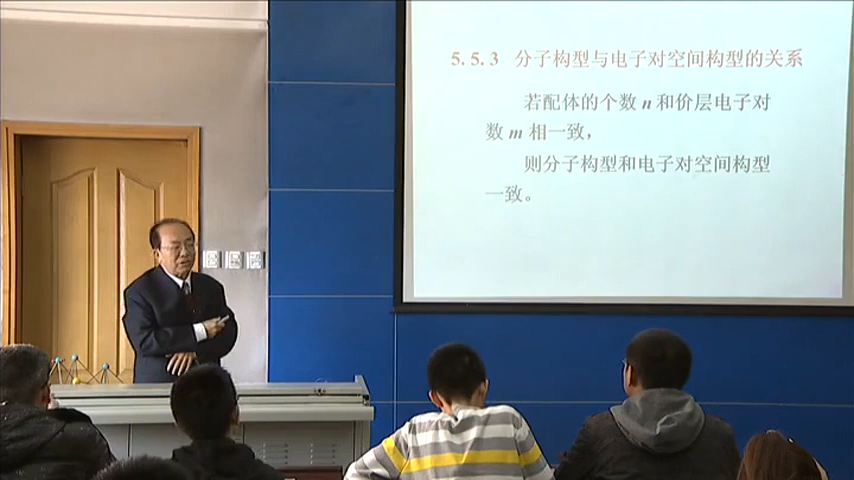 5.5.3 分子构型与电子对空间构型的关系
若配体的个数 n 和价层电子对
数 m 相一致，
则分子构型和电子对空间构型
一致。